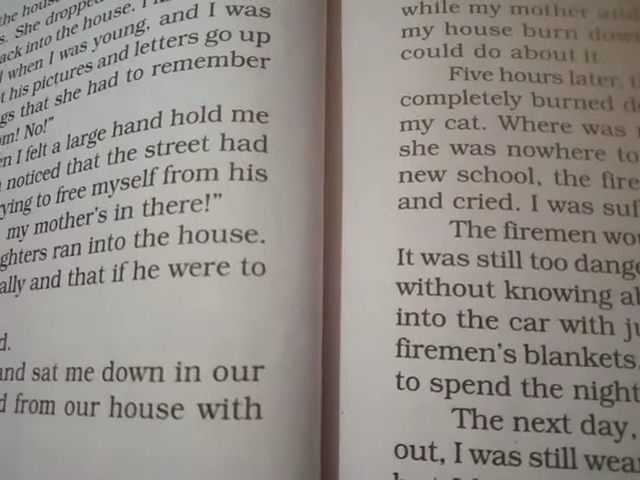 the house
s. She dropped
ack into the house. I
when I was young, and I was
t his pictures and letters go up
gs that she had to remember
om! No!"
en I felt a large hand hold me
noticed that the street had
ying to free myself from his
my mother's in there!"
ghters ran into the house.
ally and that if he were to
d.
and sat me down in our
d from our house with
while my mother and
my house burn down
could do about it.
Five hours later, t
completely burned d
my cat. Where was
she was nowhere to
new school, the fire
and cried. I was suf
The firemen wou
It was still too dange
without knowing al
into the car with ju
firemen's blankets.
to spend the night
The next day,
out, I was still wea